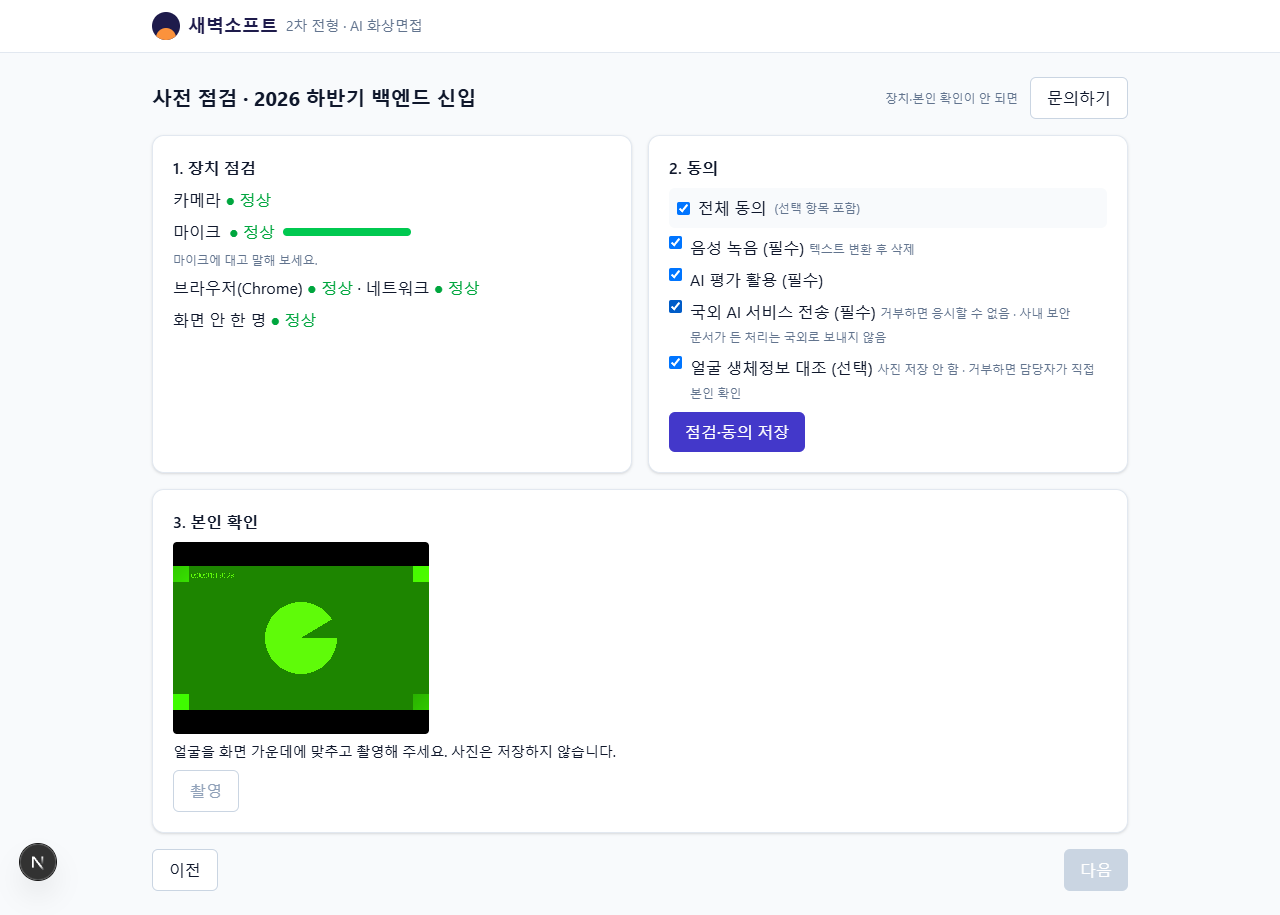 새벽소프트 2차 전형 · AI 화상면접
사전 점검 · 2026 하반기 백엔드 신입
장치·본인 확인이 안 되면 문의하기
1. 장치 점검
카메라 ● 정상
마이크 ● 정상
마이크에 대고 말해 보세요.
브라우저(Chrome) ● 정상 · 네트워크 ● 정상
화면 안 한 명 ● 정상
2. 동의
전체 동의 (선택 항목 포함)
음성 녹음 (필수) 텍스트 변환 후 삭제
AI 평가 활용 (필수)
국외 AI 서비스 전송 (필수) 거부하면 응시할 수 없음 · 사내 보안
문서가 든 처리는 국외로 보내지 않음
얼굴 생체정보 대조 (선택) 사진 저장 안 함 · 거부하면 담당자가 직접
본인 확인
점검·동의 저장
3. 본인 확인
얼굴을 화면 가운데에 맞추고 촬영해 주세요. 사진은 저장하지 않습니다.
촬영
N
이전
다음